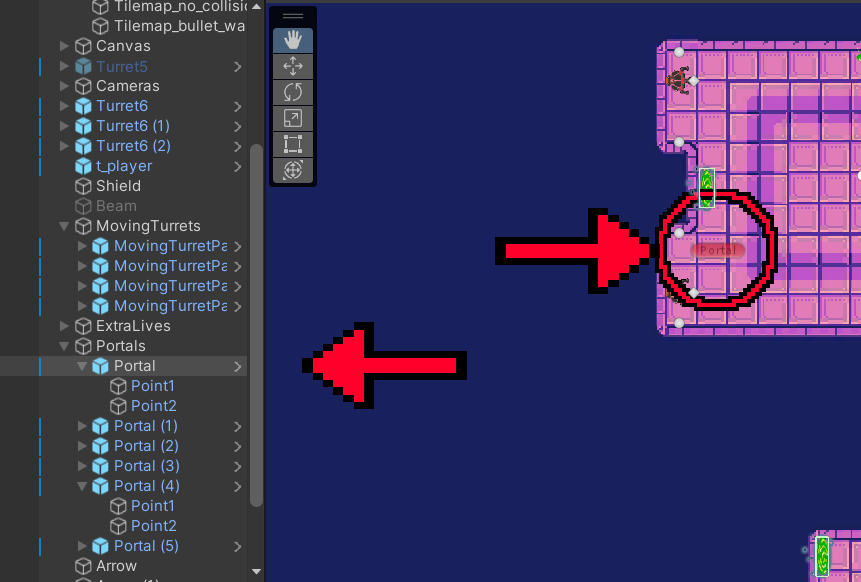 Tilemap_no_collisio
Tilemap_bullet_wa
Canvas
Turret5
Cameras
Turret6
Turret6 (1)
Turret6 (2)
t_player
Shield
Beam
MovingTurrets
MovingTurretPa
MovingTurretPa
MovingTurretPa
MovingTurretPa
ExtraLives
Portals
Portal
Point1
Point2
Portal (1)
Portal (2)
Portal (3)
Portal (4)
Point1
Point2
Portal (5)
Arrow
Portal